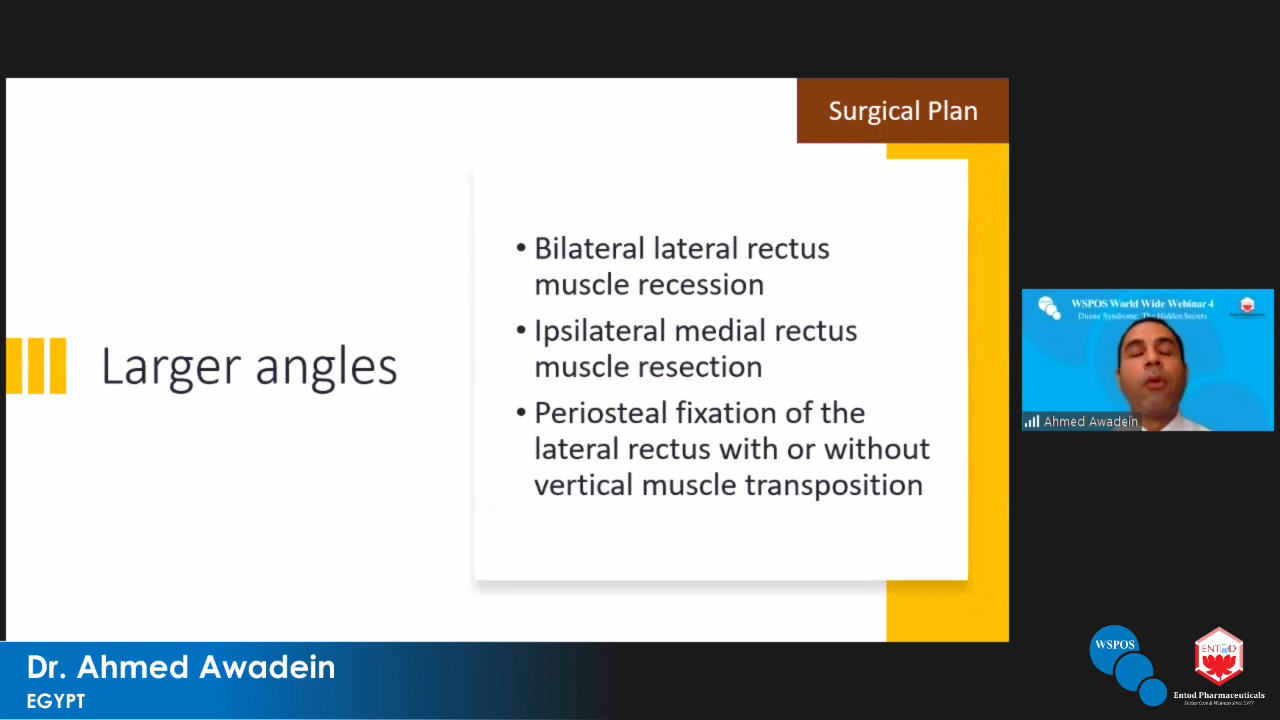 Surgical Plan
Larger angles
• Bilateral lateral rectus
muscle recession
• Ipsilateral medial rectus
muscle resection
• Periosteal fixation of the
lateral rectus with or without
vertical muscle transposition
WSPOS World Wide Webinar 4
Duane Syndrome: The Hidden Secrets
Ahmed Awadein
Dr. Ahmed Awadein
EGYPT
WSPOS
ENTOD
Entod Pharmaceuticals